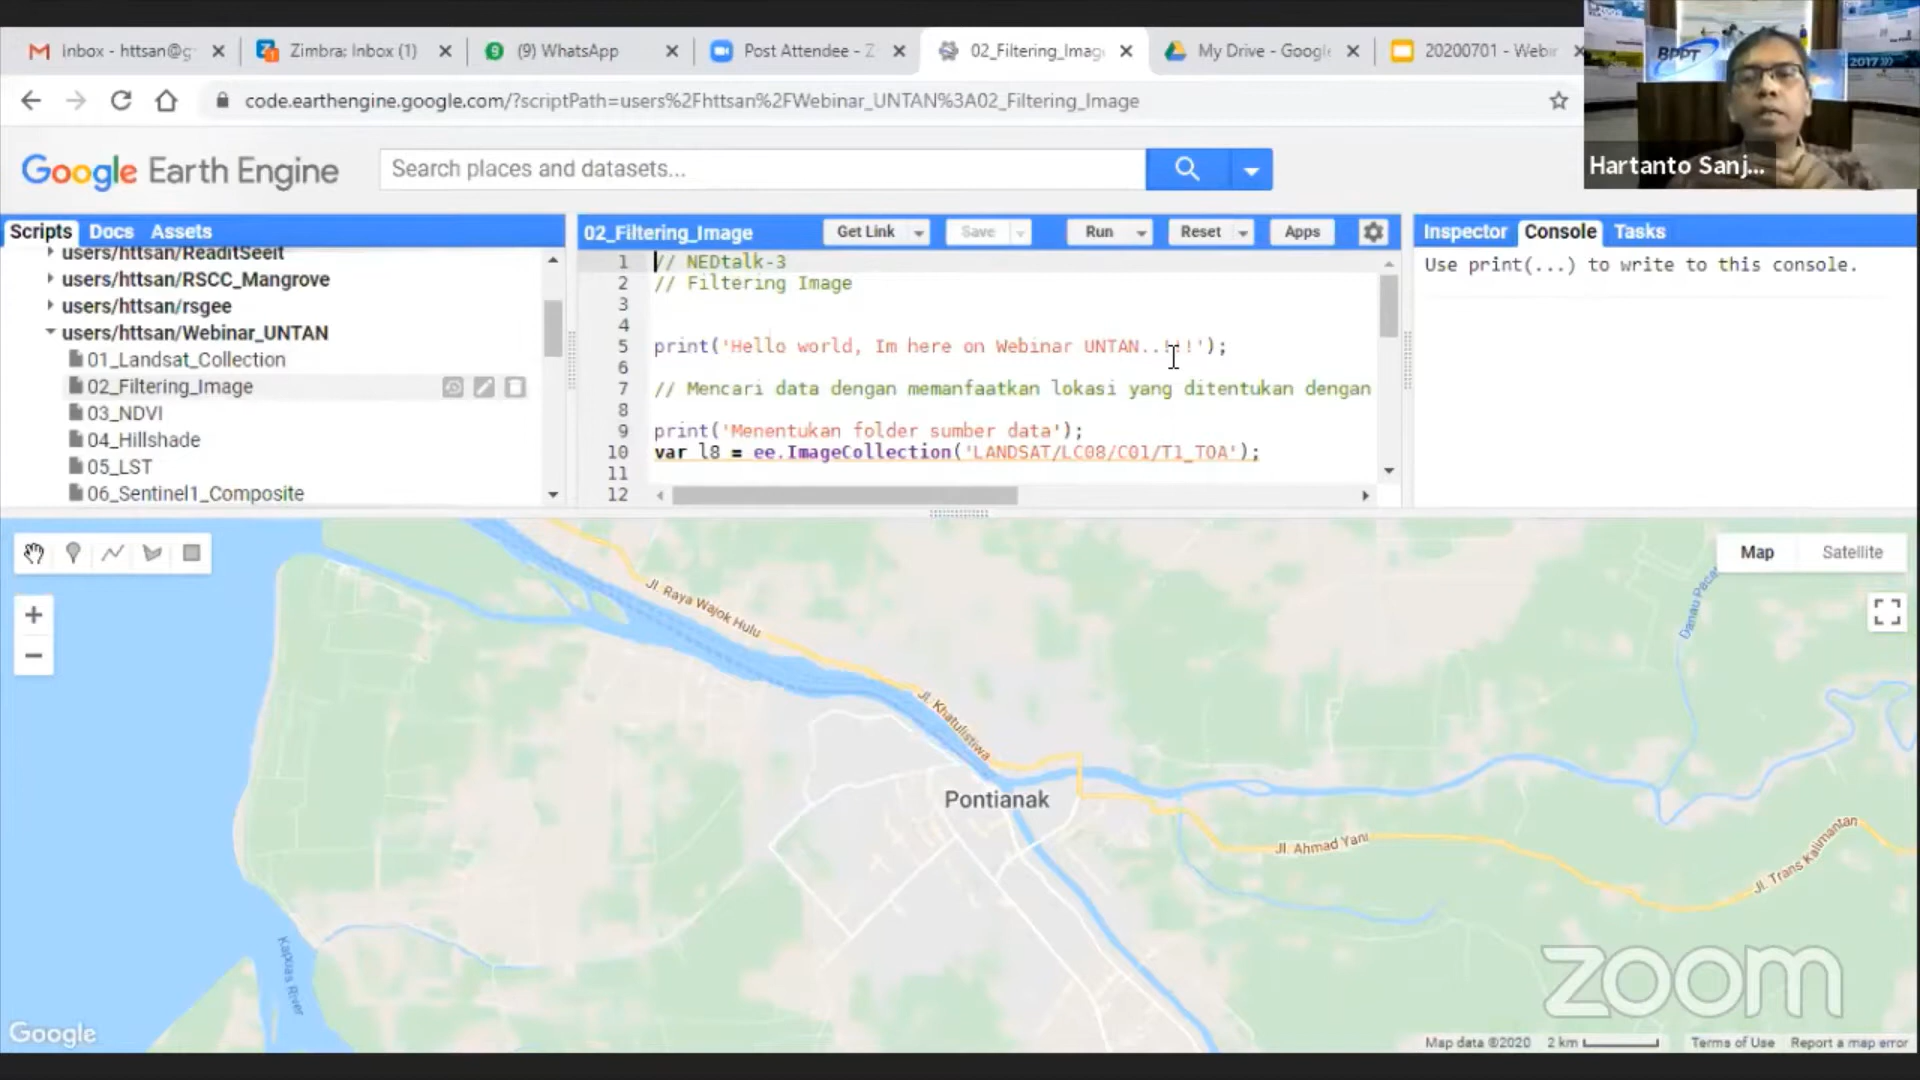 Inbox - httsan@g
Zimbra: Inbox (1)
(9) WhatsApp
Post Attendee - Z
02_Filtering_Imag
My Drive - Google
20200701 - Webi
code.earthengine.google.com/?scriptPath=users%2Fhttsan%2FWebinar_UNTAN%3A02_Filtering_Image
BPPT
2017
Hartanto Sanj...
Google Earth Engine
Search places and datasets...
Scripts Docs Assets
users/httsan/ReaditSeeit
users/httsan/RSCC_Mangrove
users/httsan/rsgee
users/httsan/Webinar_UNTAN
01_Landsat_Collection
02_Filtering_Image
03_NDVI
04_Hillshade
05_LST
06_Sentinel1_Composite
02_Filtering_Image
Get Link
Save
Run
Reset
Apps
1 // NEDtalk-3
2 // Filtering Image
3
4
5 print('Hello world, Im here on Webinar UNTAN..!!!');
6
7 // Mencari data dengan memanfaatkan lokasi yang ditentukan dengan
8
9 print('Menentukan folder sumber data');
10 var l8 = ee.ImageCollection('LANDSAT/LC08/C01/T1_TOA');
11
12
Inspector Console Tasks
Use print(...) to write to this console.
Map Satellite
Jl. Raya Wajok Hulu
Jl. Khatulistiwa
Pontianak
Jl. Ahmad Yani
Jl. Trans Kalimantan
Kapuas River
zoom
Google
Map data ©2020
2 km
Terms of Use
Report a map error